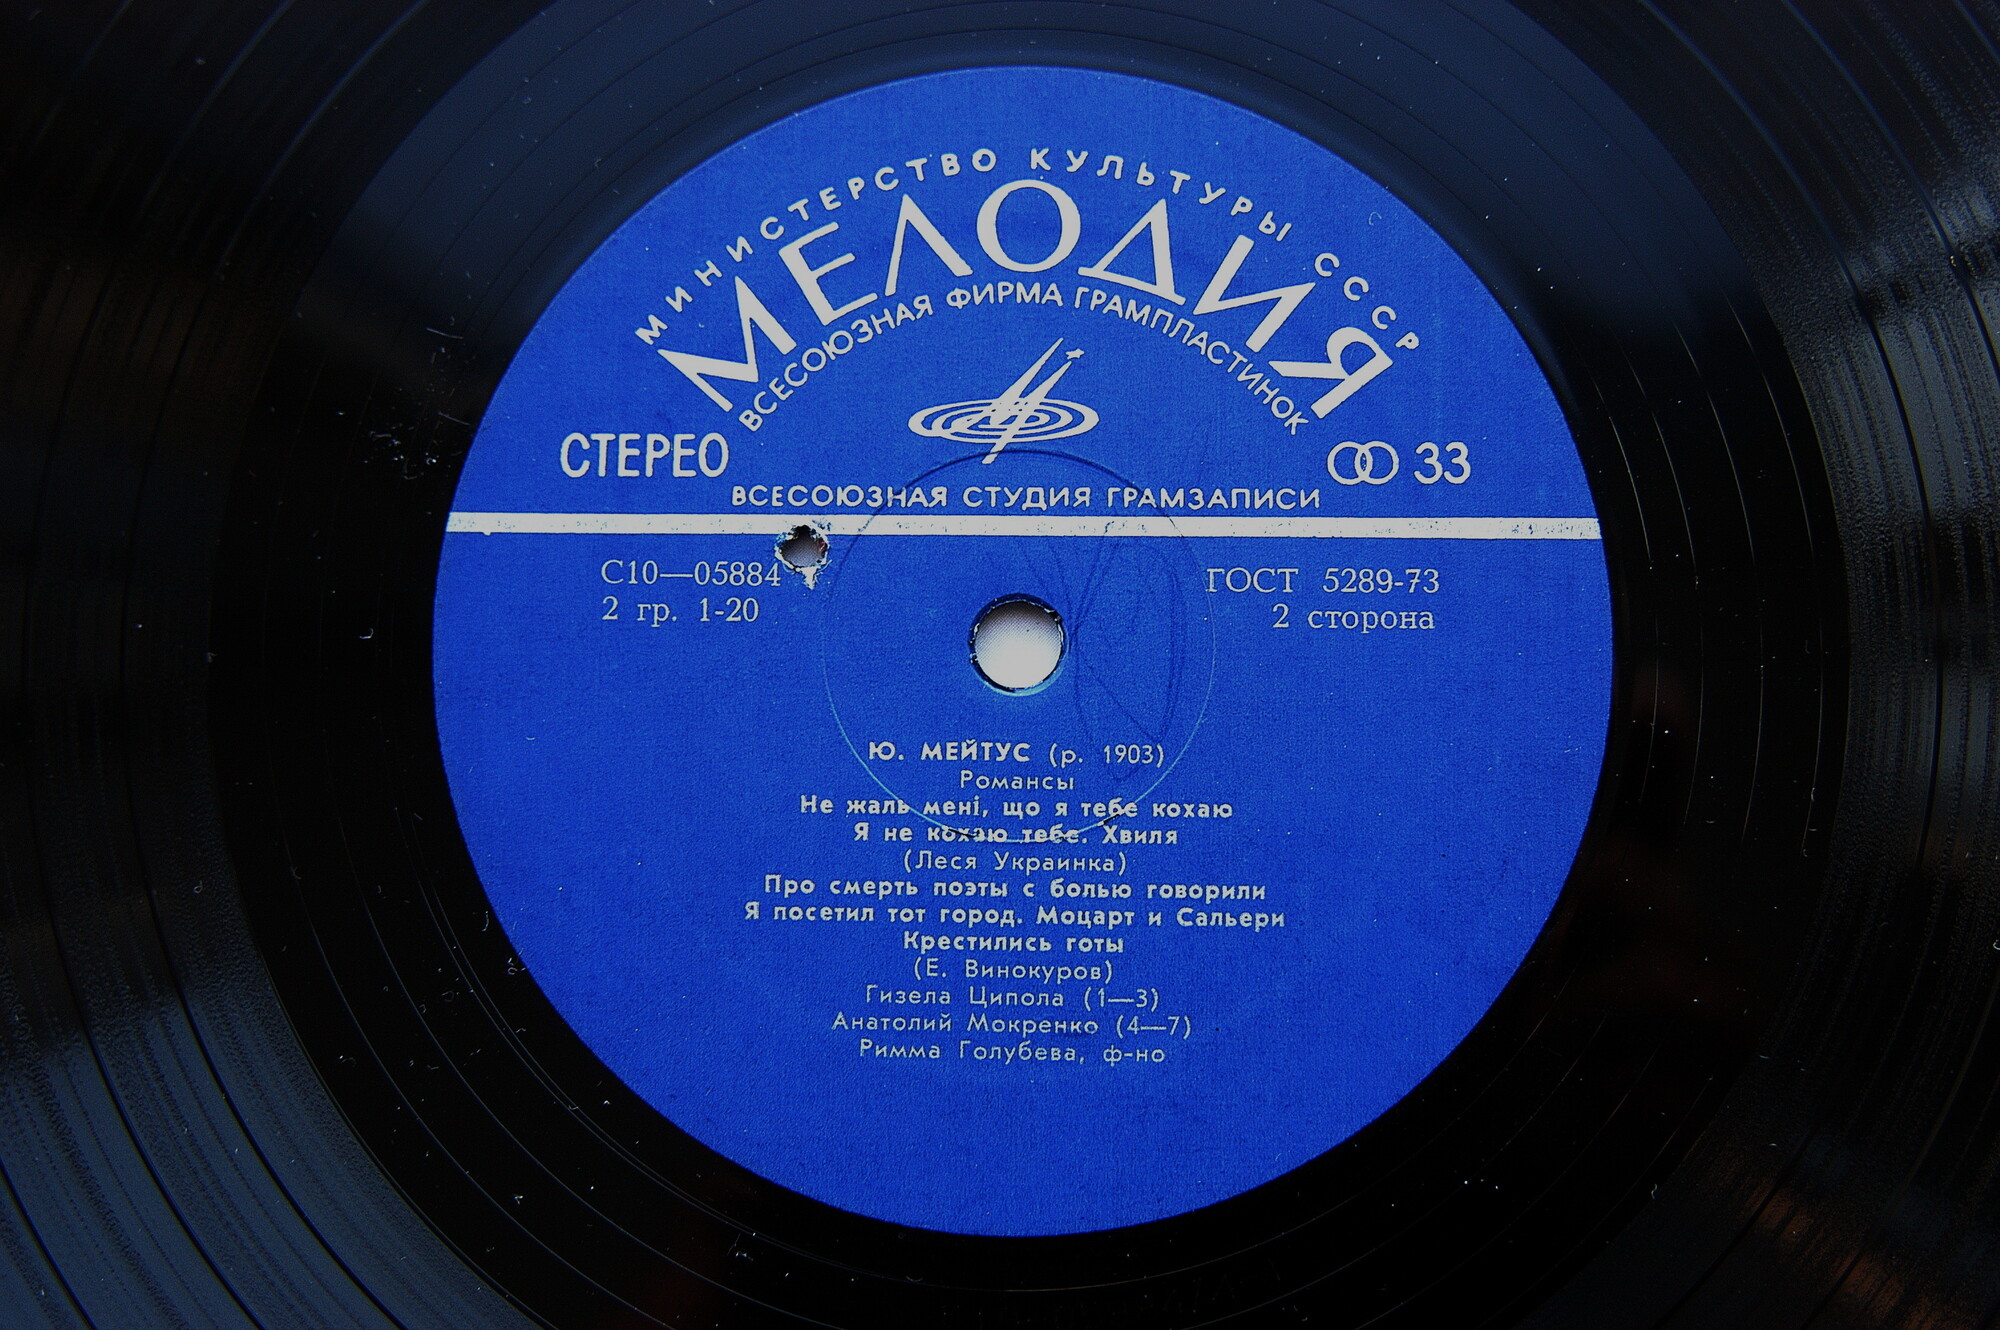 МИНИСТЕРСТВО КУЛЬТУРЫ СССР
МЕЛОДИЯ
ВСЕСОЮЗНАЯ ФИРМА ГРАМПЛАСТИНОК
СТЕРЕО
33
ВСЕСОЮЗНАЯ СТУДИЯ ГРАМЗАПИСИ
С10—05884
ГОСТ 5289-73
2 гр. 1-20
2 сторона
Ю. МЕЙТУС (р. 1903)
Романсы
Не жаль мені, що я тебе кохаю
Я не кохаю тебе. Хвиля
(Леся Украинка)
Про смерть поэты с болью говорили
Я посетил тот город. Моцарт и Сальери
Крестились готы
(Е. Винокуров)
Гизела Ципола (1—3)
Анатолий Мокренко (4—7)
Римма Голубева, ф-но